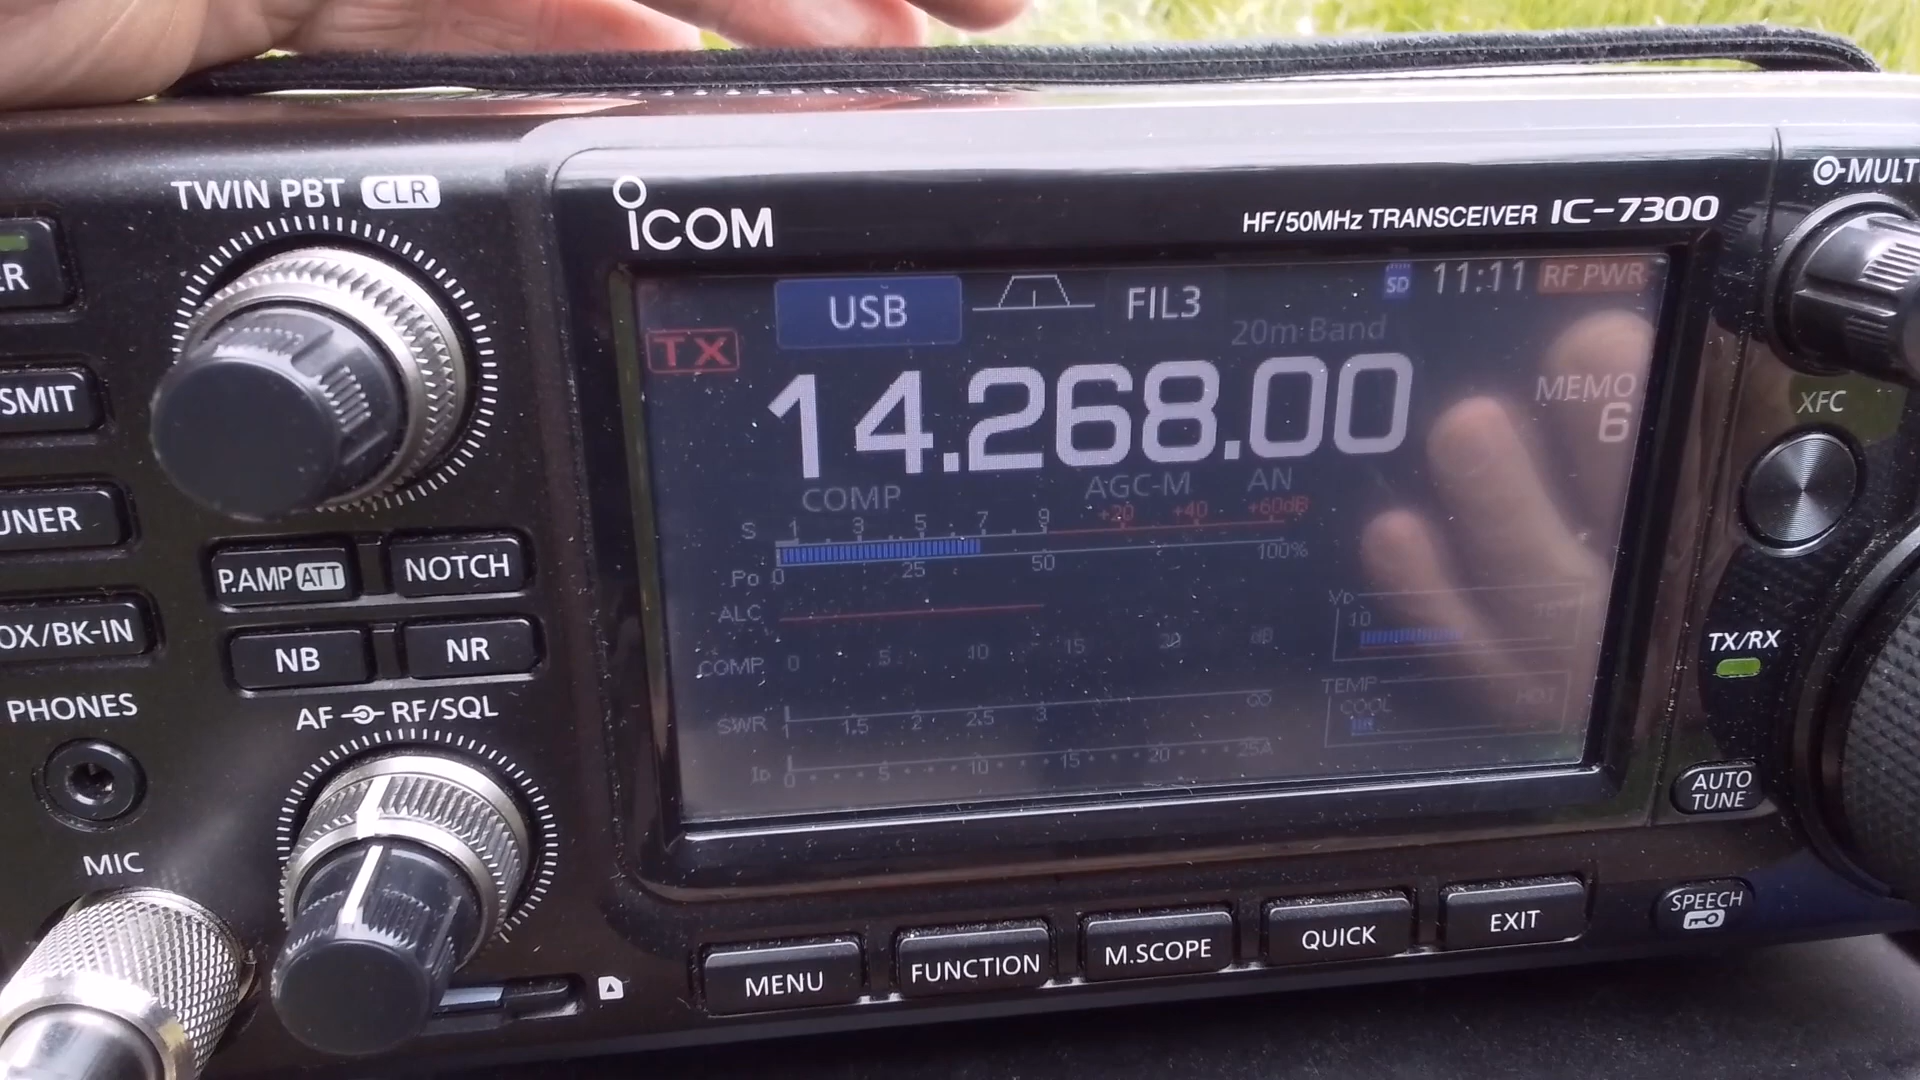 TWIN PBT CLR
ICOM
HF/50MHz TRANSCEIVER IC-7300
MULTI
ER
SMIT
UNER
OX/BK-IN
P.AMP ATT
NOTCH
NB
NR
PHONES
AF RF/SQL
MIC
USB
FIL3
SD
11:11
RF PWR
20m Band
TX
14.268.00
MEMO
6
COMP
AGC-M
AN
S 1 3 5 7 9 +20 +40 +60dB
Po 0 25 50 100%
ALC
COMP 0 5 10 15 20 dB
SWR 1 1.5 2 2.5 3 ∞
ID 0 5 10 15 20 25A
VD
10
TEMP
COOL HOT
XFC
TX/RX
AUTO
TUNE
SPEECH
MENU
FUNCTION
M.SCOPE
QUICK
EXIT